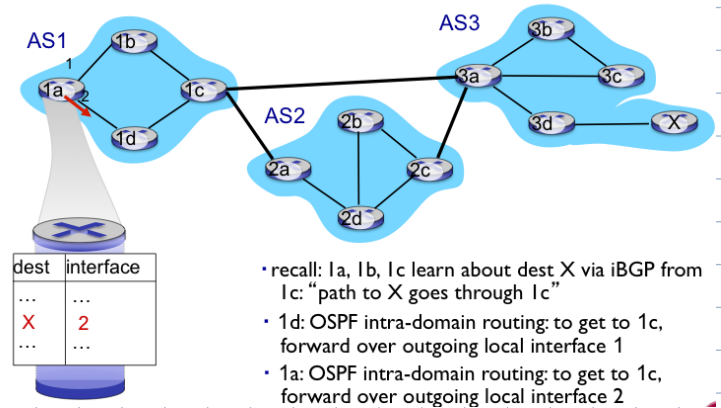 AS1
1b
1
1a
2
1c
1d
AS2
2b
2a
2c
2d
AS3
3b
3a
3c
3d
X
dest interface
... ...
X 2
... ...
▪ recall: 1a, 1b, 1c learn about dest X via iBGP from
1c: “path to X goes through 1c”
▪ 1d: OSPF intra-domain routing: to get to 1c,
forward over outgoing local interface 1
▪ 1a: OSPF intra-domain routing: to get to 1c,
forward over outgoing local interface 2